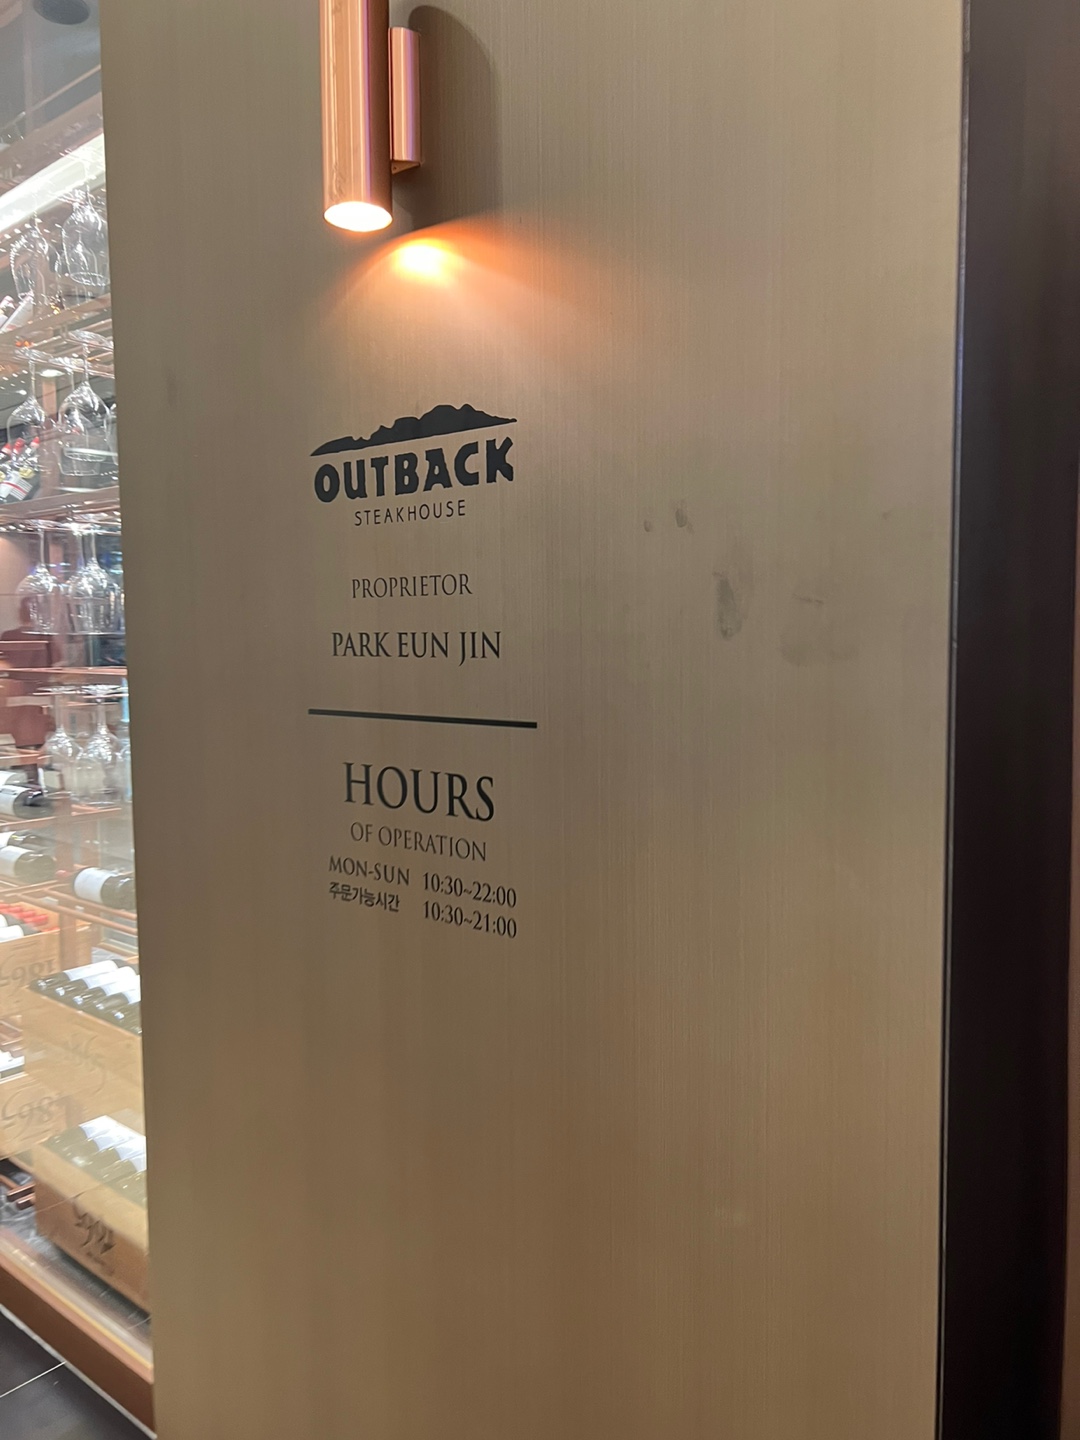 OUTBACK
STEAKHOUSE
PROPRIETOR
PARK EUN JIN
HOURS
OF OPERATION
MON-SUN 10:30~22:00
주문가능시간 10:30~21:00